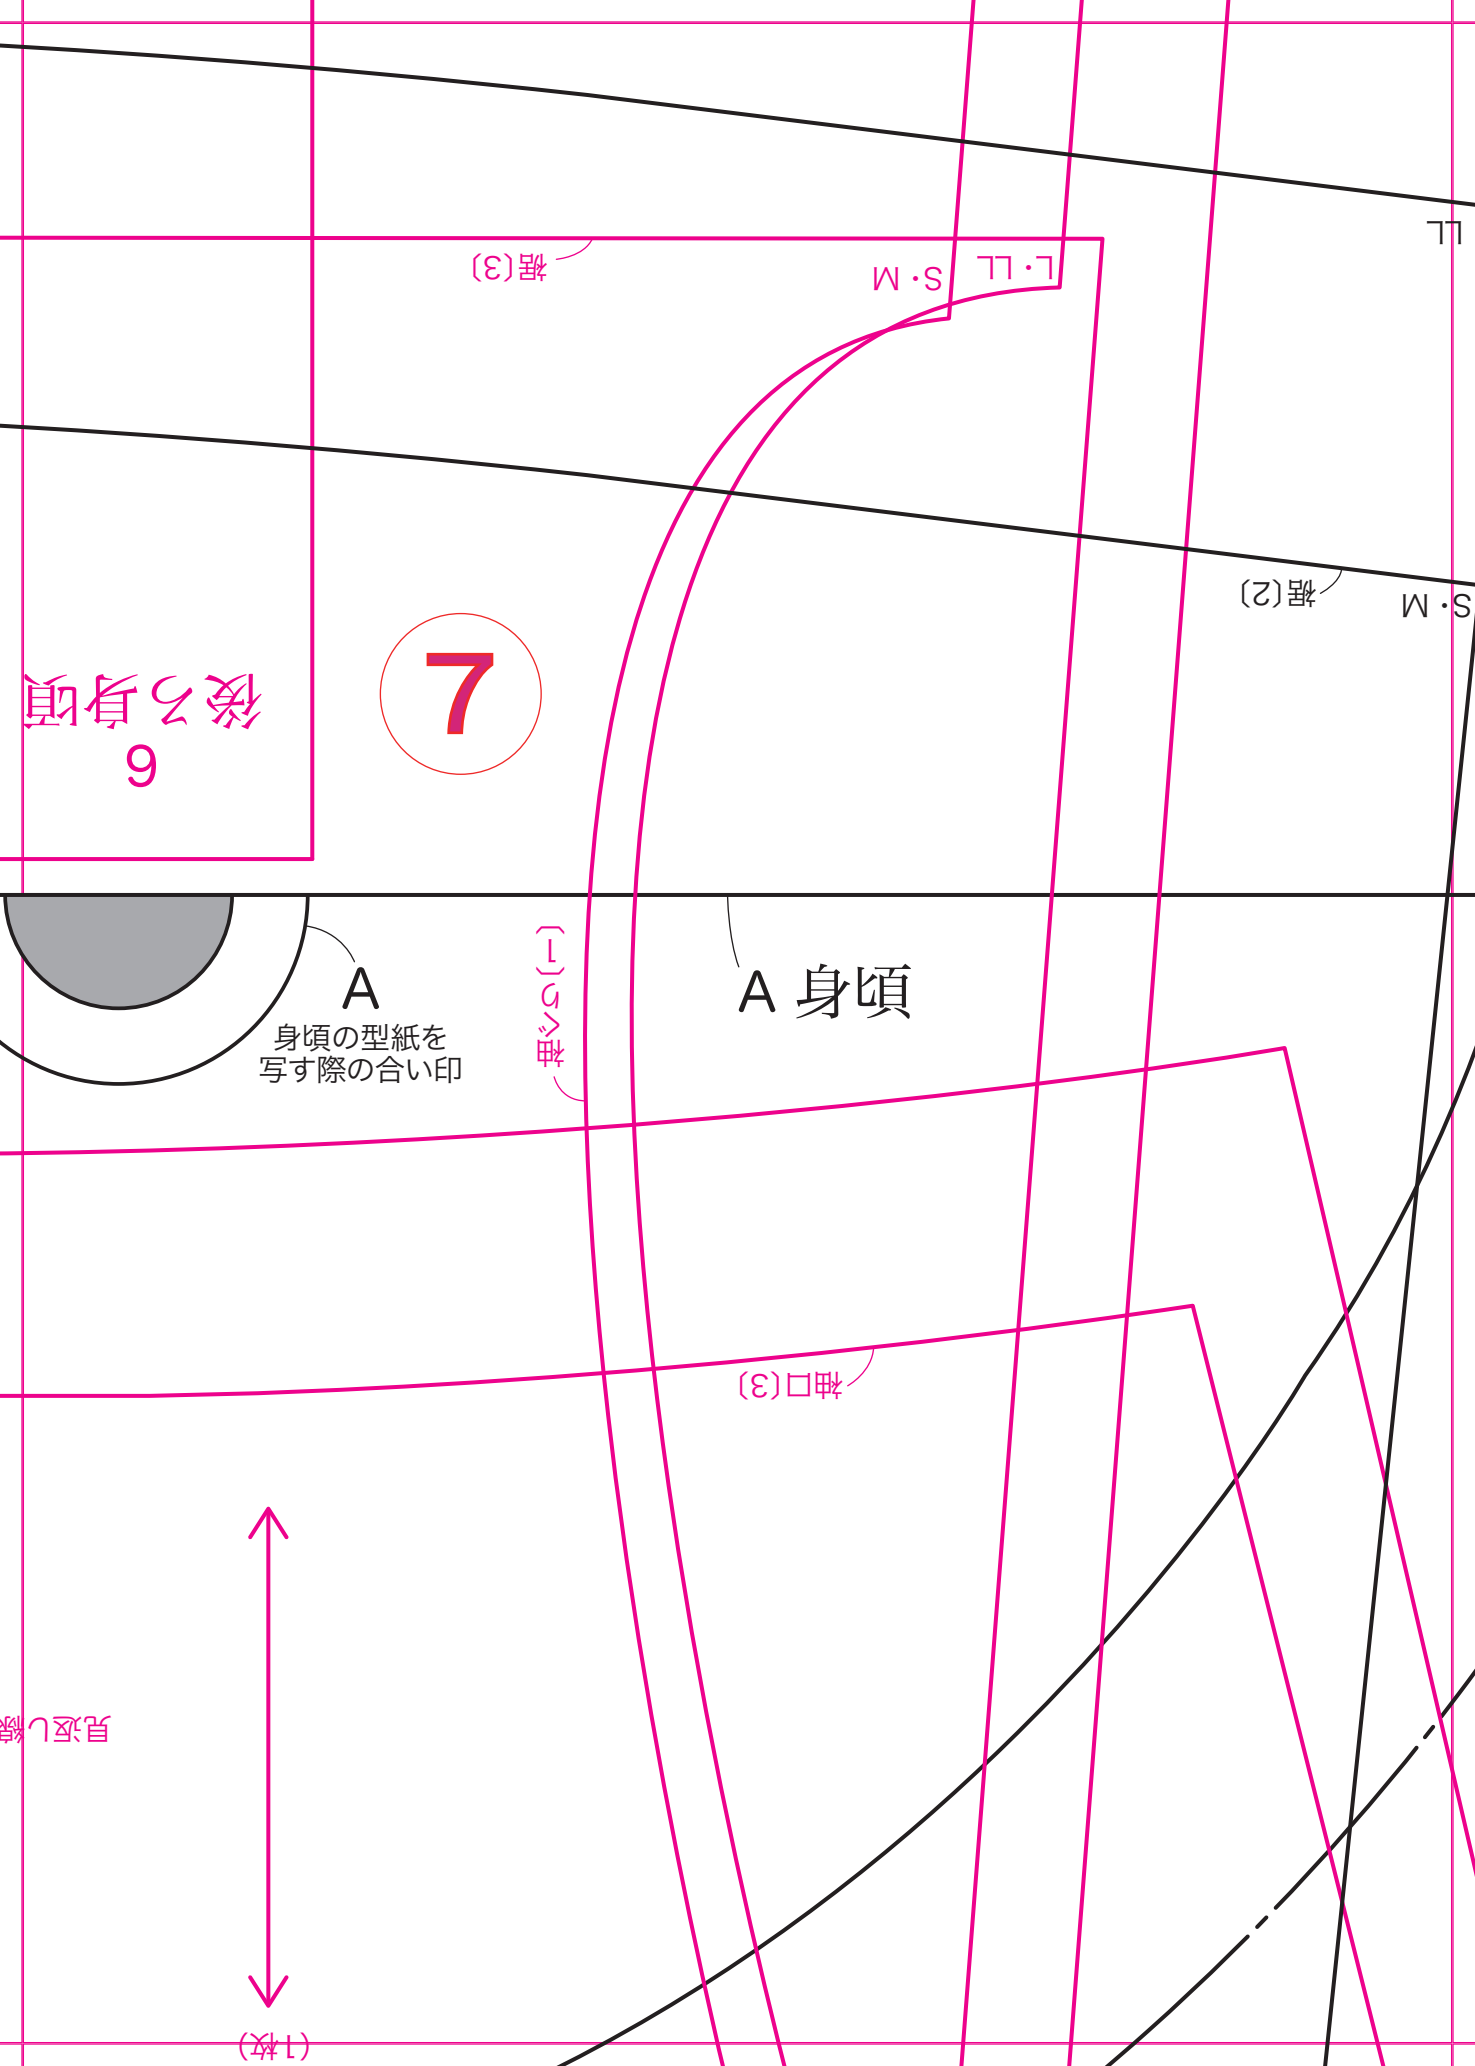 LL
裾〔3〕
S・M
L・LL
裾〔2〕
S・M
6
後ろ身頃
7
A
身頃の型紙を
写す際の合い印
A 身頃
袖ぐり〔1〕
袖口〔3〕
見返し線
(1枚)